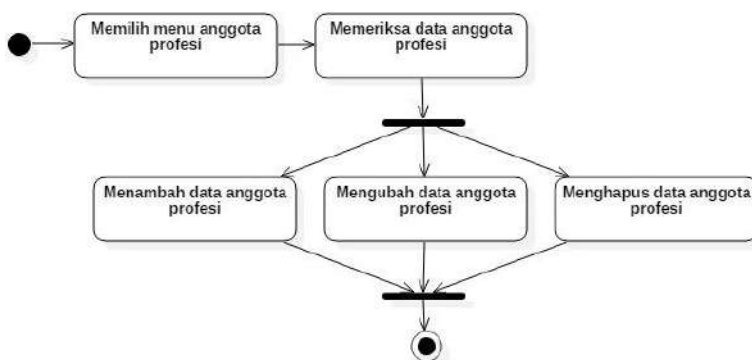 Memilih menu anggota
profesi
Memeriksa data anggota
profesi
Menambah data anggota
profesi
Mengubah data anggota
profesi
Menghapus data anggota
profesi